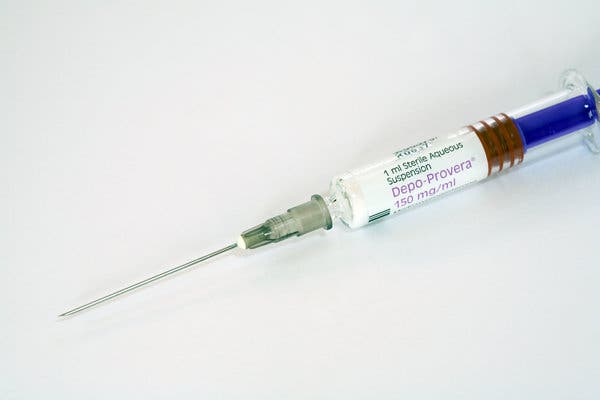 1 ml Sterile Aqueous
Suspension
Depo-Provera®
150 mg/ml